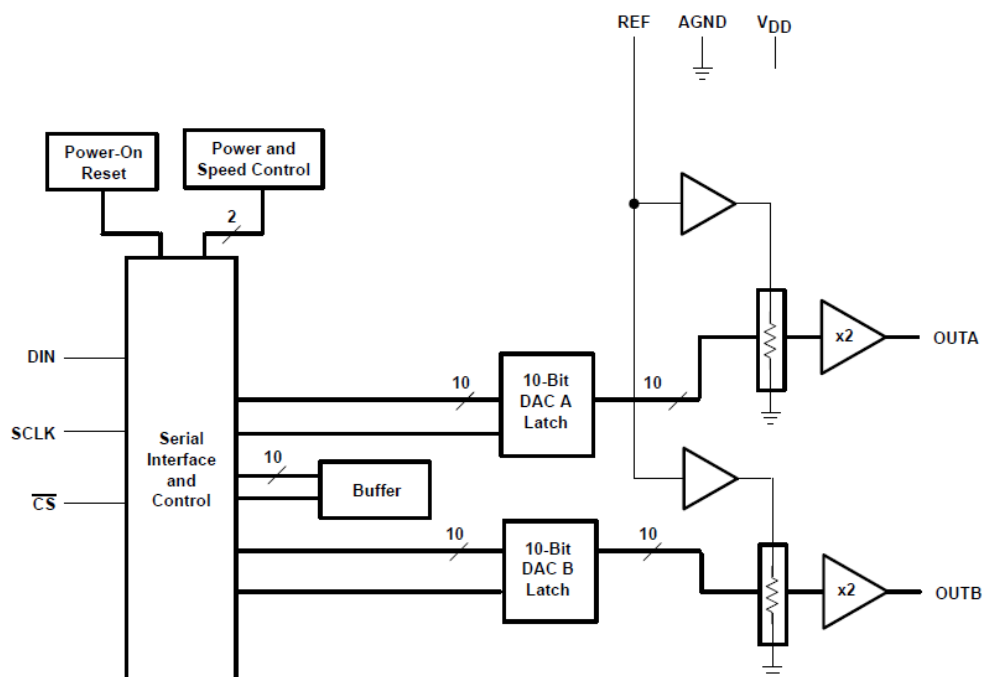 REF AGND VDD
Power-On
Reset
Power and
Speed Control
2
DIN
SCLK
CS
Serial
Interface
and
Control
10
10-Bit
DAC A
Latch
10
x2
OUTA
10
Buffer
10
10-Bit
DAC B
Latch
10
x2
OUTB